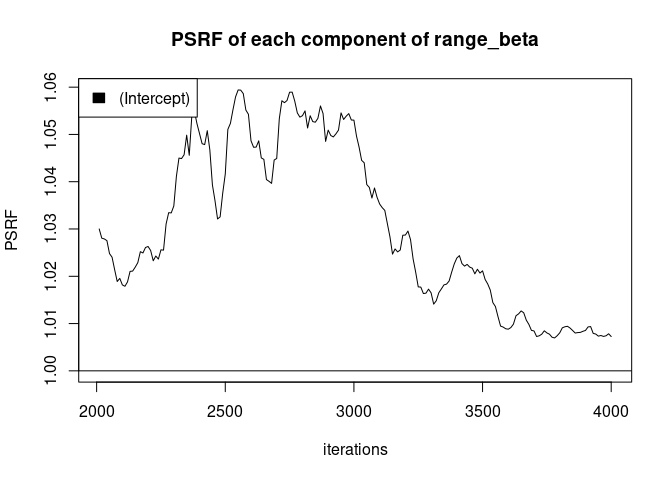 PSRF of each component of range_beta
(Intercept)
PSRF
1.06
1.05
1.04
1.03
1.02
1.01
1.00
2000 2500 3000 3500 4000
iterations